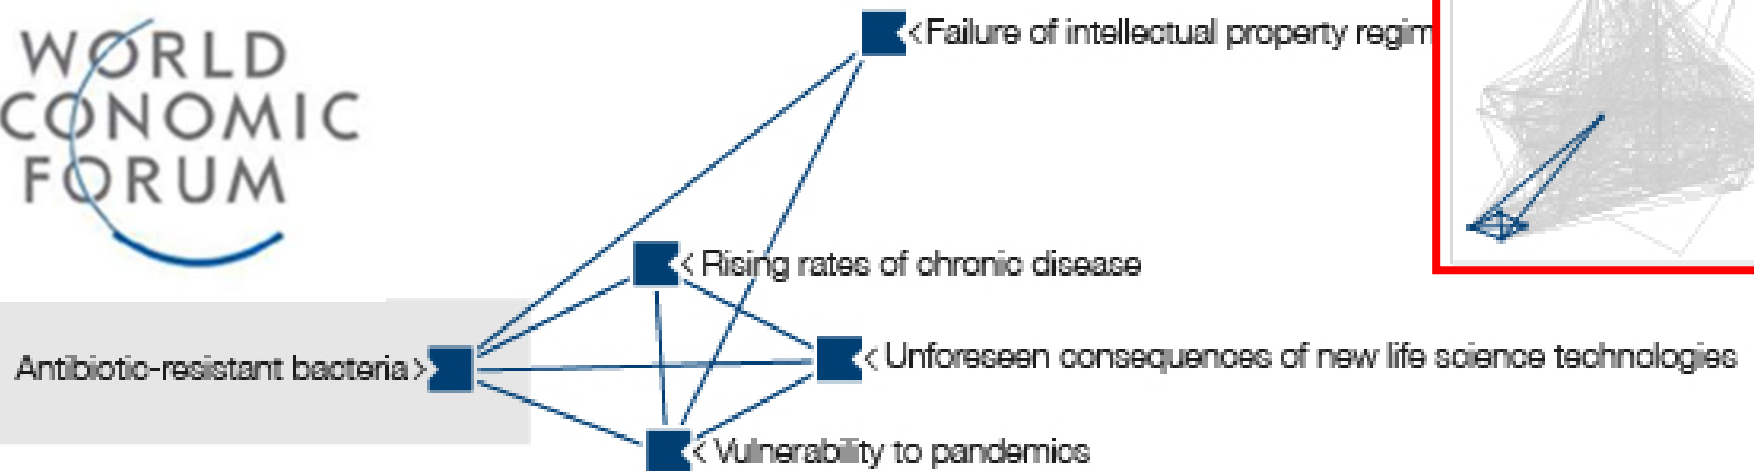 WORLD
CONOMIC
FORUM
<Failure of intellectual property regim
<Rising rates of chronic disease
Antibiotic-resistant bacteria>
<Unforeseen consequences of new life science technologies
<Vulnerability to pandemics